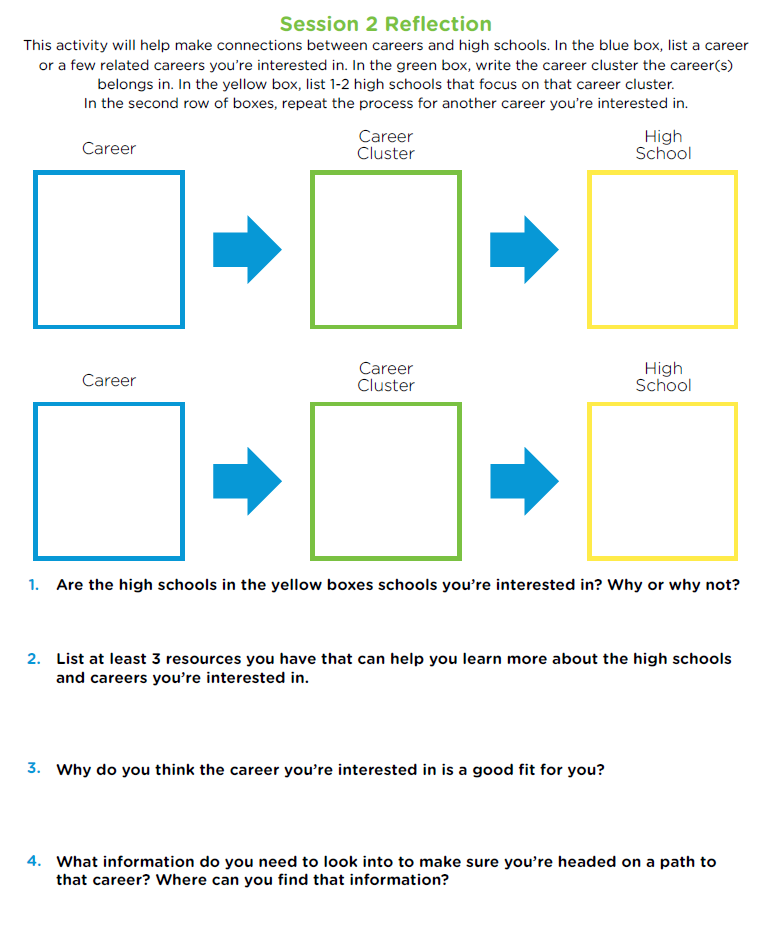 Session 2 Reflection
This activity will help make connections between careers and high schools. In the blue box, list a career
or a few related careers you’re interested in. In the green box, write the career cluster the career(s)
belongs in. In the yellow box, list 1-2 high schools that focus on that career cluster.
In the second row of boxes, repeat the process for another career you’re interested in.
Career
Career
Cluster
High
School
Career
Career
Cluster
High
School
1. Are the high schools in the yellow boxes schools you’re interested in? Why or why not?
2. List at least 3 resources you have that can help you learn more about the high schools
and careers you’re interested in.
3. Why do you think the career you’re interested in is a good fit for you?
4. What information do you need to look into to make sure you’re headed on a path to
that career? Where can you find that information?